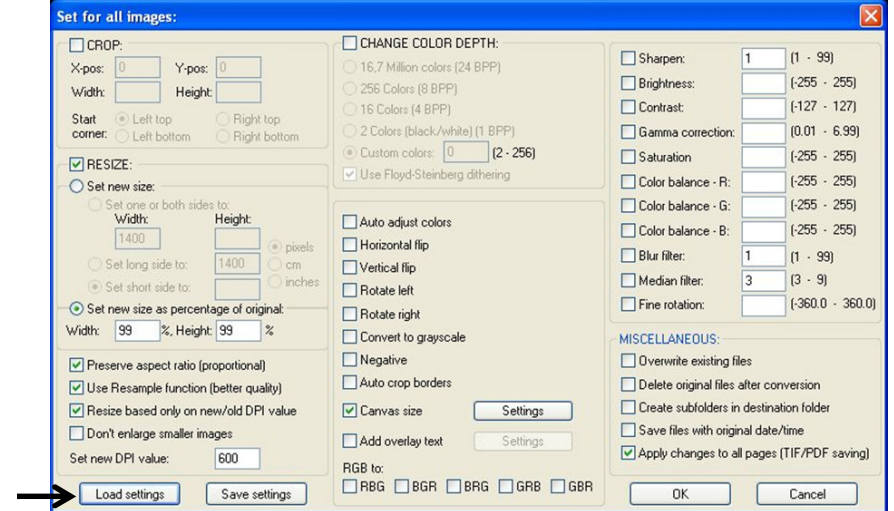 Set for all images:
CROP:
X-pos: 0 Y-pos: 0
Width: Height:
Start corner: Left top Right top
Left bottom Right bottom
RESIZE:
Set new size:
Set one or both sides to:
Width: Height:
1400
pixels
Set long side to: 1400 cm
Set short side to: inches
Set new size as percentage of original:
Width: 99 %, Height: 99 %
Preserve aspect ratio (proportional)
Use Resample function (better quality)
Resize based only on new/old DPI value
Don't enlarge smaller images
Set new DPI value: 600
Load settings Save settings
CHANGE COLOR DEPTH:
16,7 Million colors (24 BPP)
256 Colors (8 BPP)
16 Colors (4 BPP)
2 Colors (black/white) (1 BPP)
Custom colors: 0 (2 - 256)
Use Floyd-Steinberg dithering
Auto adjust colors
Horizontal flip
Vertical flip
Rotate left
Rotate right
Convert to grayscale
Negative
Auto crop borders
Canvas size Settings
Add overlay text Settings
RGB to:
RBG BGR BRG GRB GBR
Sharpen: 1 (1 - 99)
Brightness: (-255 - 255)
Contrast: (-127 - 127)
Gamma correction: (0.01 - 6.99)
Saturation (-255 - 255)
Color balance - R: (-255 - 255)
Color balance - G: (-255 - 255)
Color balance - B: (-255 - 255)
Blur filter: 1 (1 - 99)
Median filter: 3 (3 - 9)
Fine rotation: (-360.0 - 360.0)
MISCELLANEOUS:
Overwrite existing files
Delete original files after conversion
Create subfolders in destination folder
Save files with original date/time
Apply changes to all pages (TIF/PDF saving)
OK Cancel